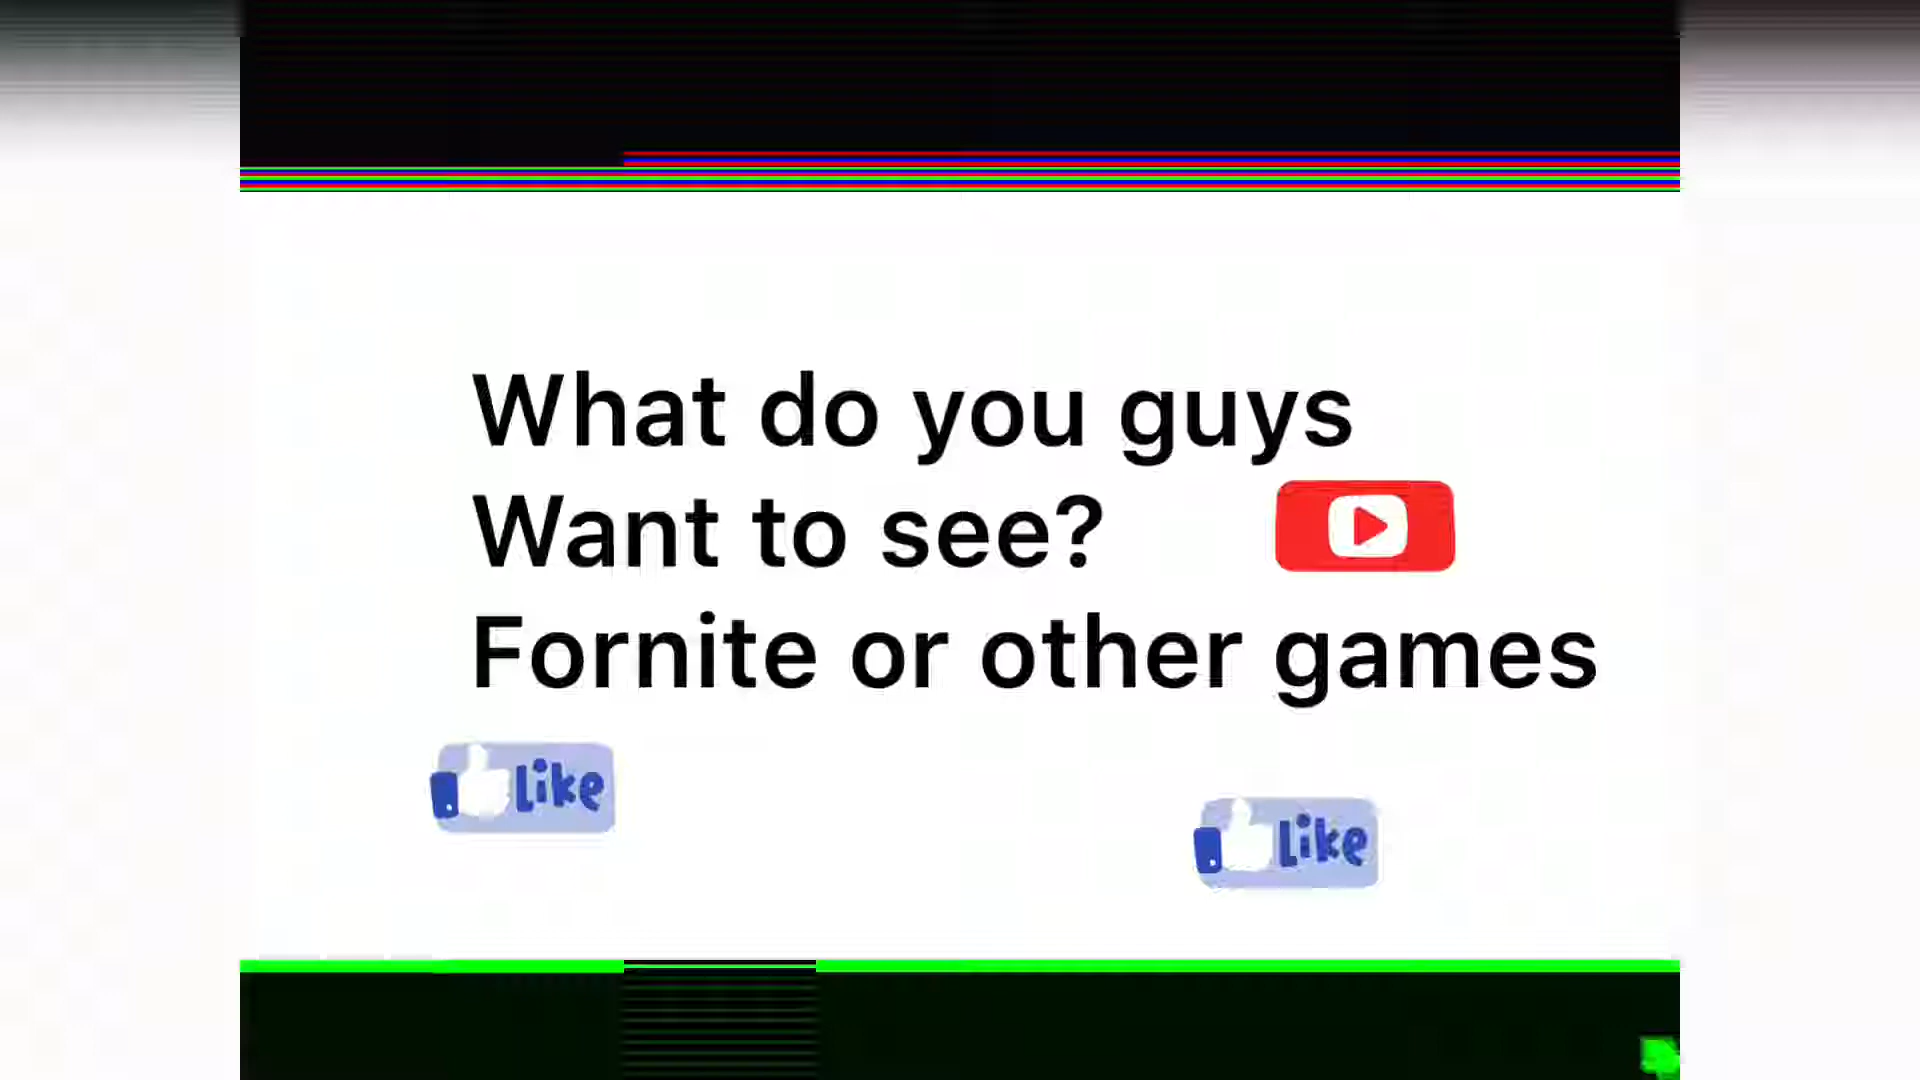 What do you guys
Want to see?
Fornite or other games
Like
Like